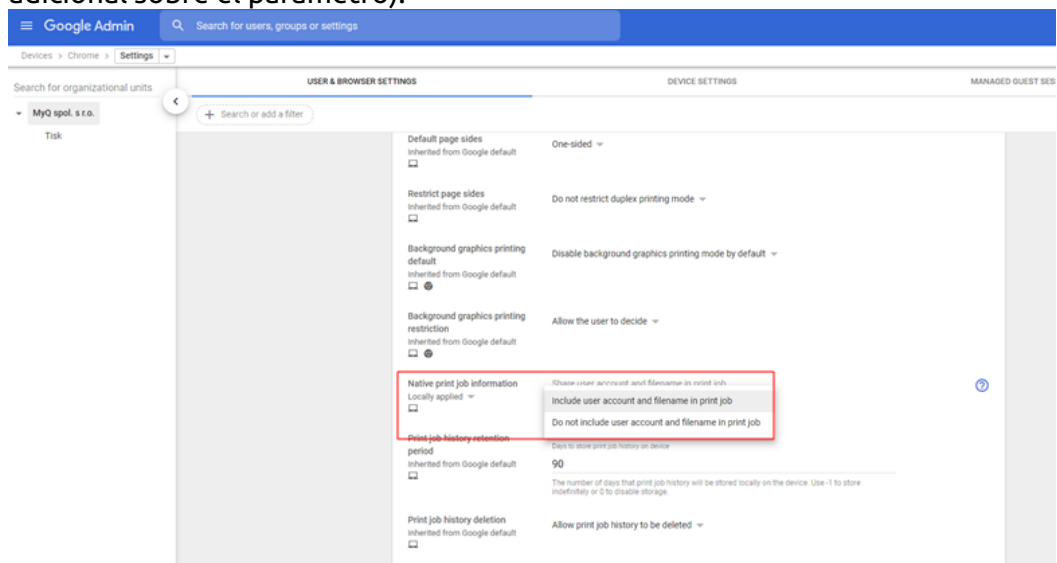 adicional sobre el parámetro).
Google Admin
Search for users, groups or settings
Devices > Chrome > Settings
Search for organizational units
MyQ spol. s r.o.
Tisk
USER & BROWSER SETTINGS
DEVICE SETTINGS
MANAGED GUEST SES
+ Search or add a filter
Default page sides
Inherited from Google default
One-sided
Restrict page sides
Inherited from Google default
Do not restrict duplex printing mode
Background graphics printing
default
Inherited from Google default
Disable background graphics printing mode by default
Background graphics printing
restriction
Inherited from Google default
Allow the user to decide
Native print job information
Locally applied
Share user account and filename in print job
Include user account and filename in print job
Do not include user account and filename in print job
Print job history retention
period
Inherited from Google default
Days to store print job history on device
90
The number of days that print job history will be stored locally on the device. Use -1 to store
indefinitely or 0 to disable storage.
Print job history deletion
Inherited from Google default
Allow print job history to be deleted